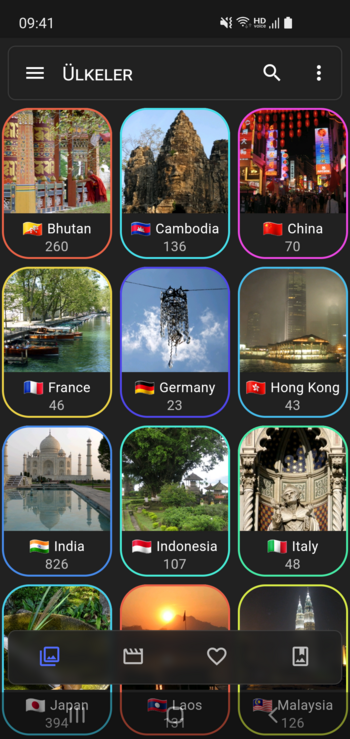 09:41
HD
VOICE
ÜLKELER
Bhutan
260
Cambodia
136
China
70
France
46
Germany
23
Hong Kong
43
India
826
Indonesia
107
Italy
48
Japan
394
Laos
131
Malaysia
126